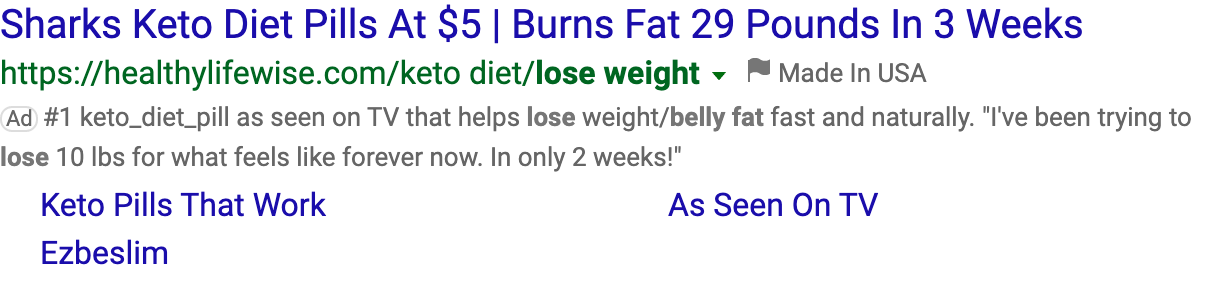 Sharks Keto Diet Pills At $5 | Burns Fat 29 Pounds In 3 Weeks
https://healthylifewise.com/keto diet/lose weight Made In USA
Ad #1 keto_diet_pill as seen on TV that helps lose weight/belly fat fast and naturally. "I've been trying to
lose 10 lbs for what feels like forever now. In only 2 weeks!"
Keto Pills That Work As Seen On TV
Ezbeslim